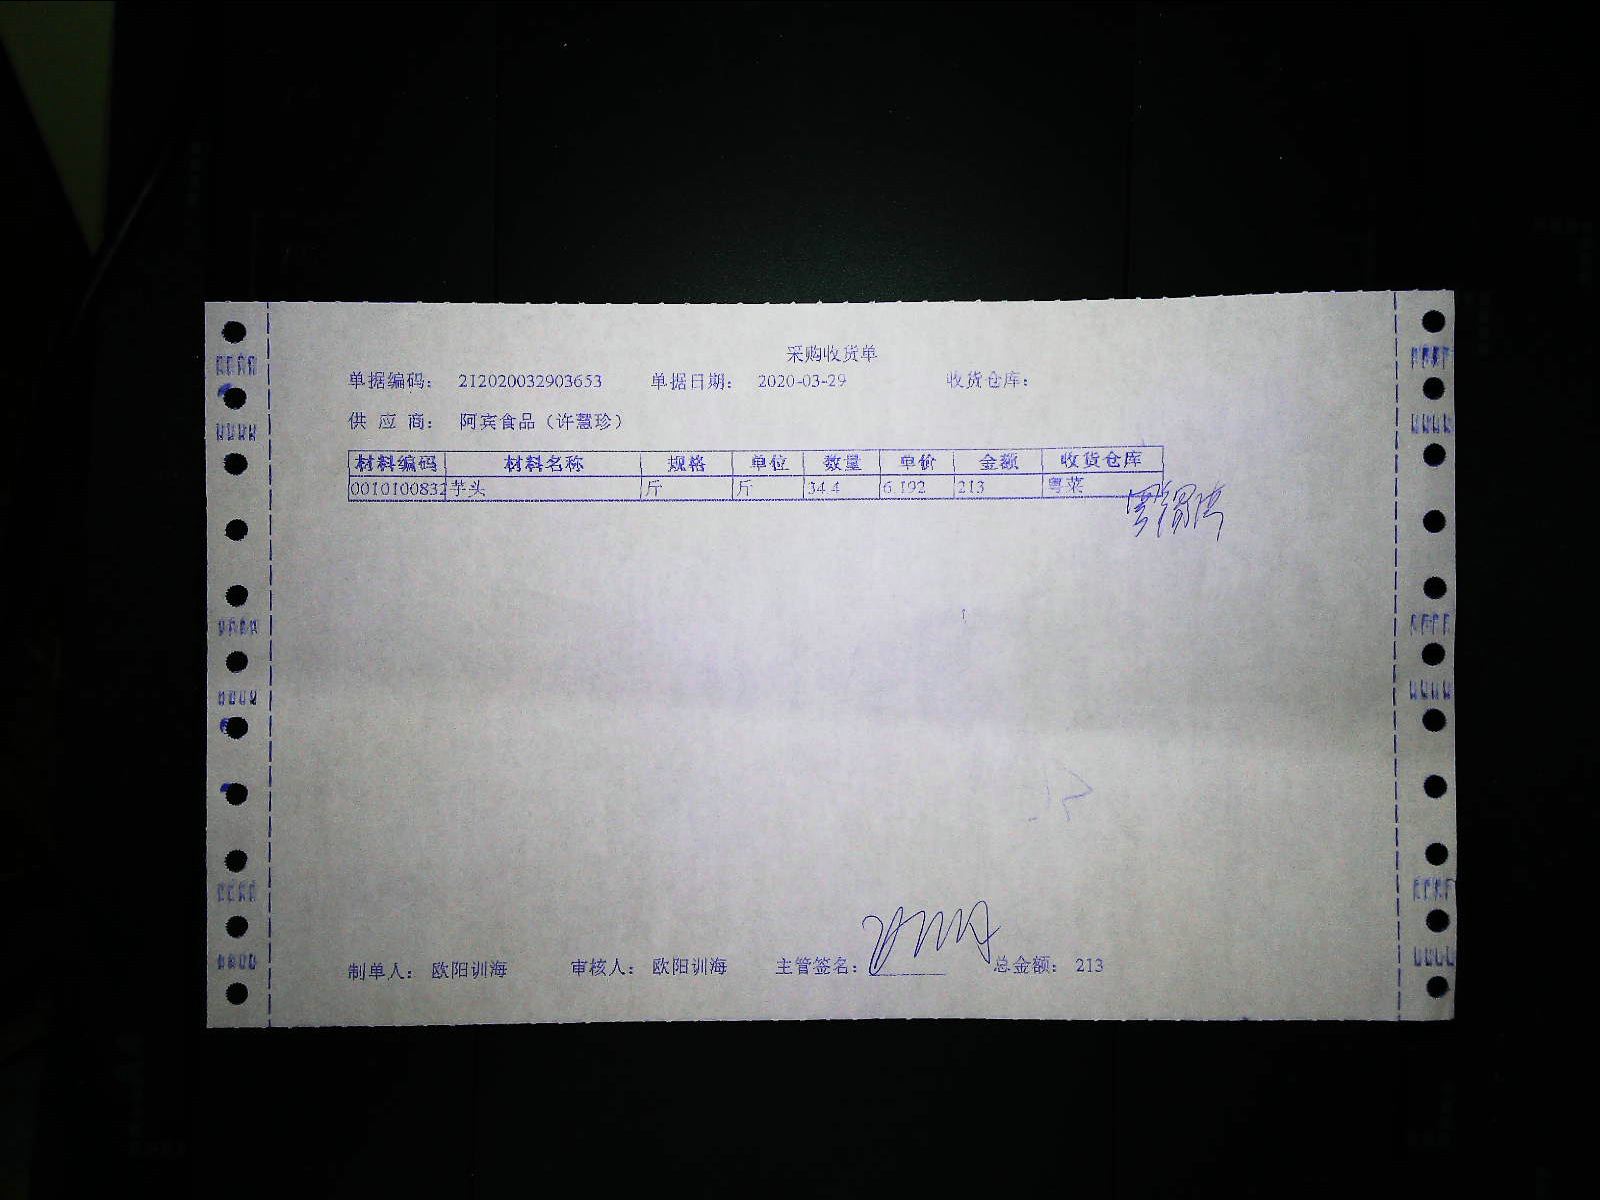 采购收货单
单据编码： 212020032903653 单据日期： 2020-03-29 收货仓库：
供 应 商： 阿宾食品（许慧珍）
材料编码 材料名称 规格 单位 数量 单价 金额 收货仓库
0010100832 芋头 斤 斤 34.4 6.192 213 粤菜
制单人： 欧阳训海 审核人： 欧阳训海 主管签名： 总金额： 213